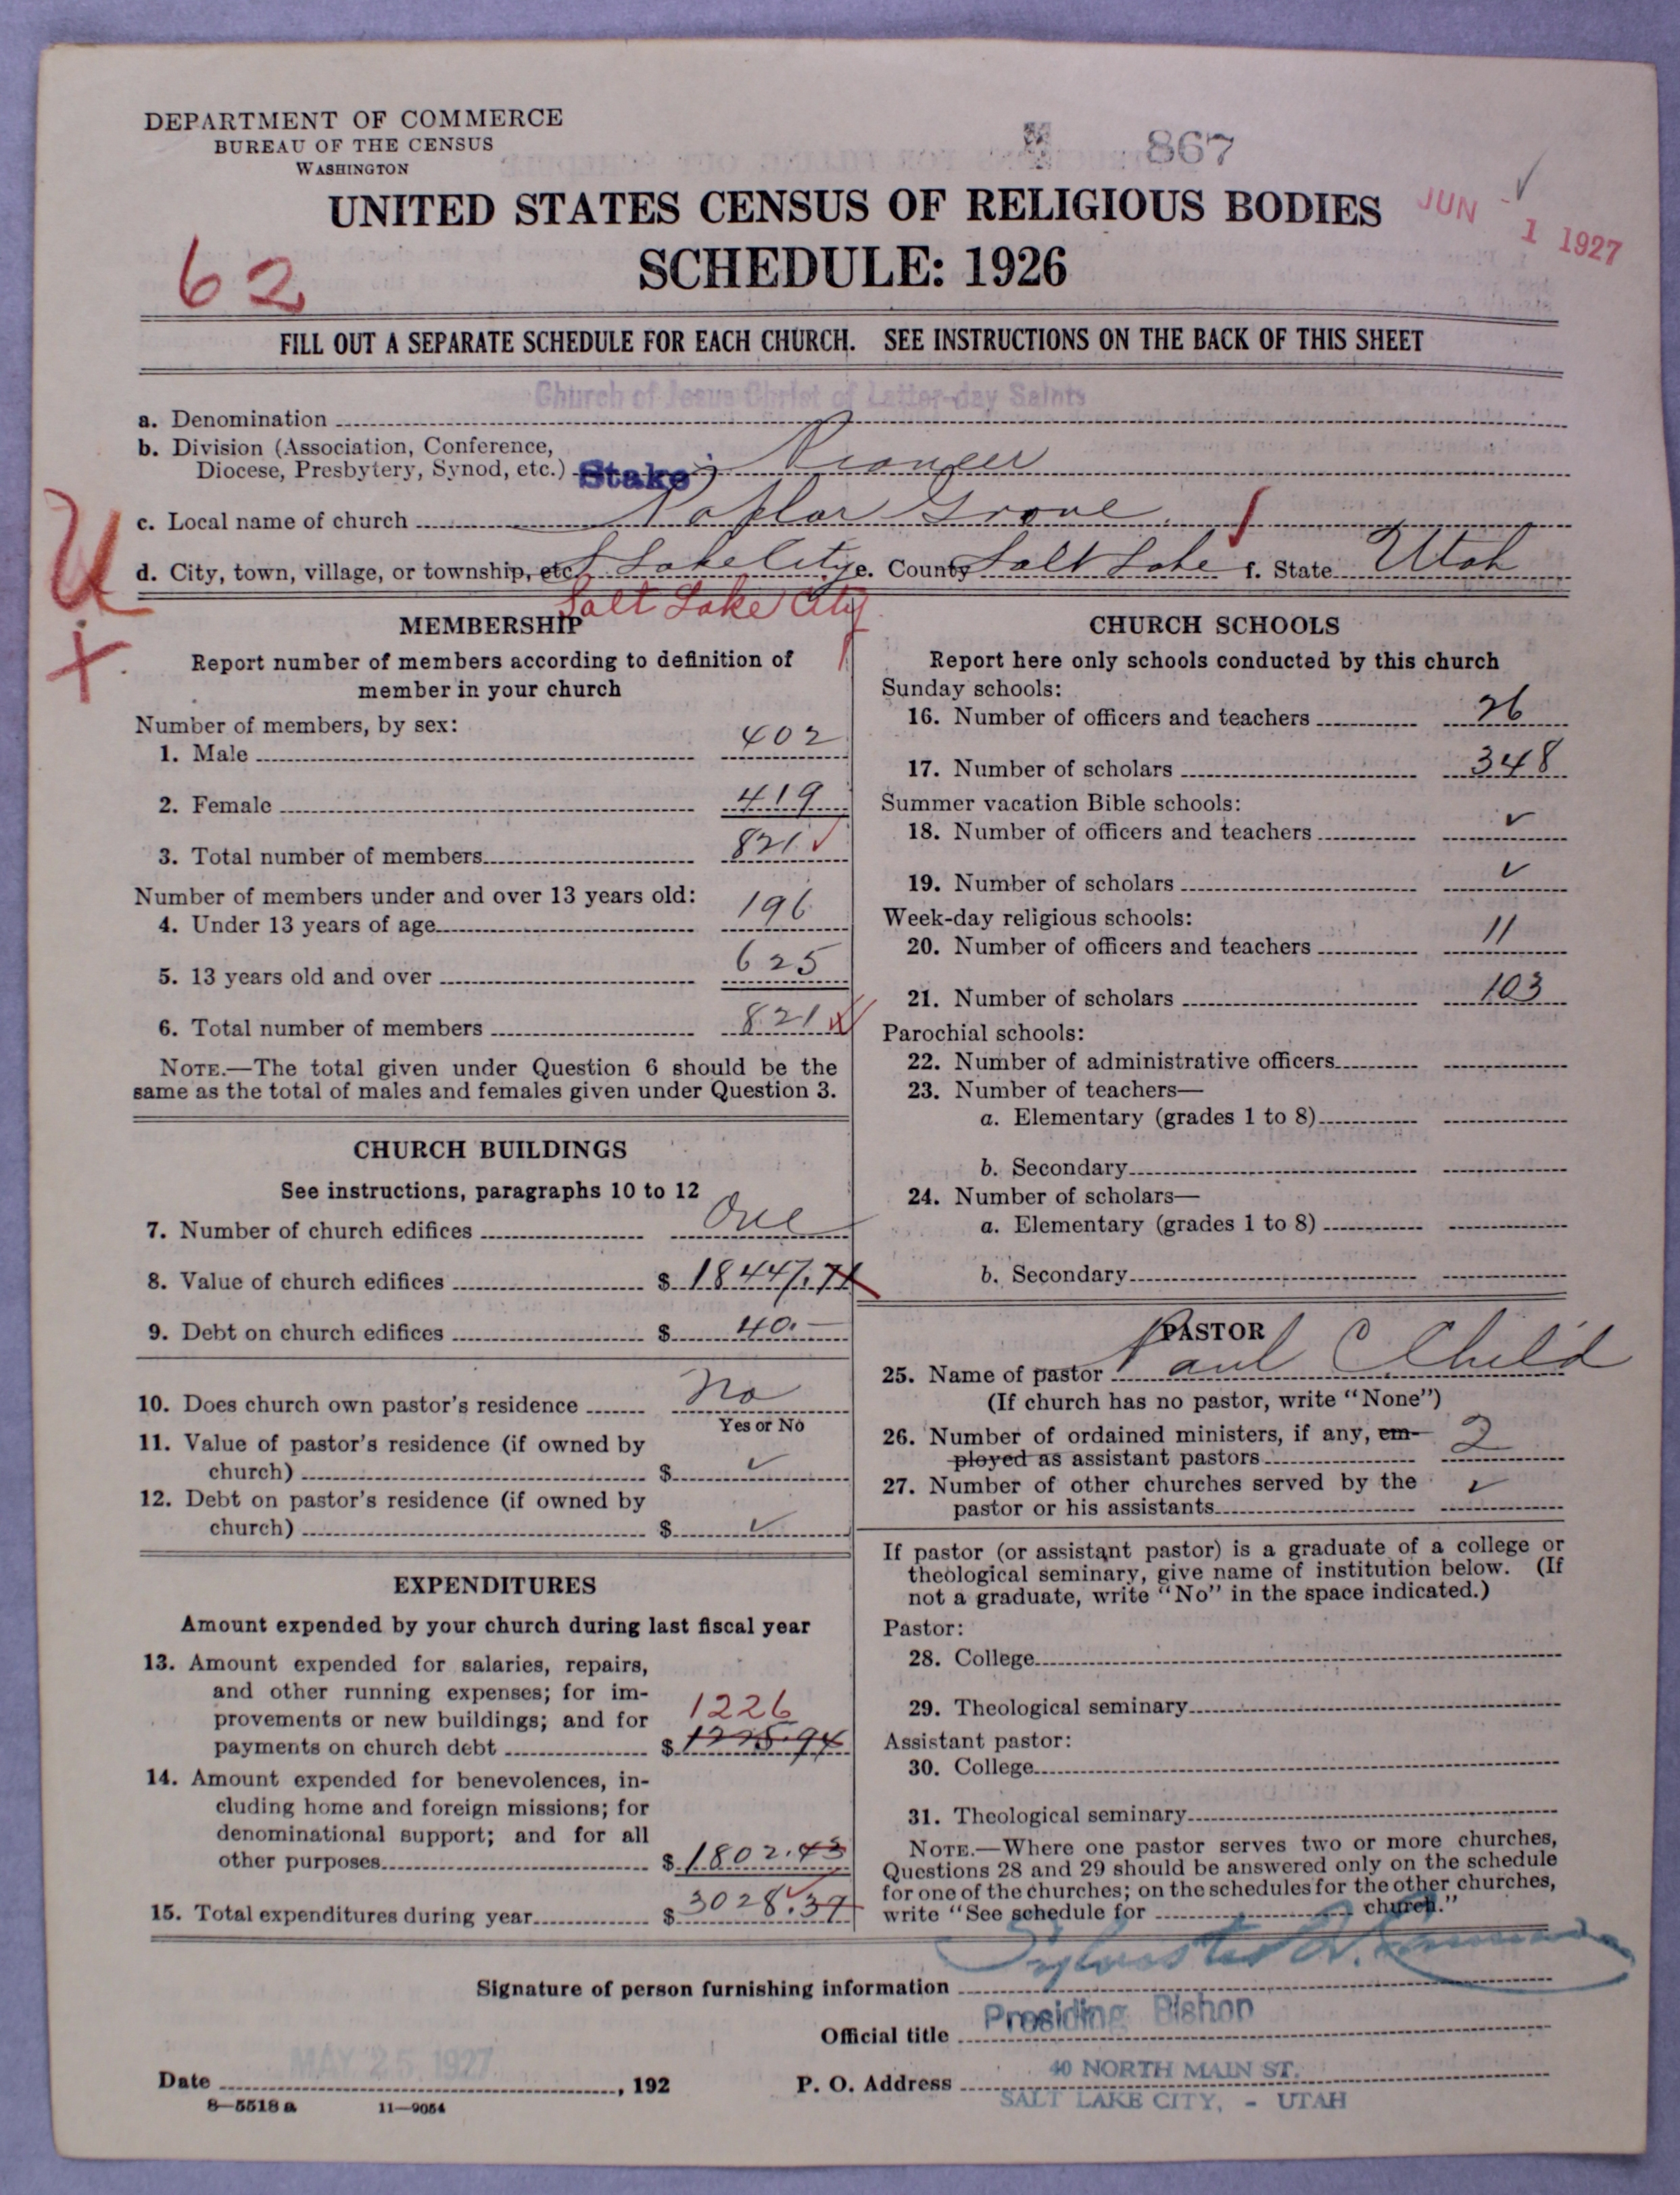 DEPARTMENT OF COMMERCE
BUREAU OF THE CENSUS
WASHINGTON
867
UNITED STATES CENSUS OF RELIGIOUS BODIES
SCHEDULE: 1926
JUN 1 1927
62
FILL OUT A SEPARATE SCHEDULE FOR EACH CHURCH. SEE INSTRUCTIONS ON THE BACK OF THIS SHEET
Church of Jesus Christ of Latter-day Saints
a. Denomination
b. Division (Association, Conference,
Diocese, Presbytery, Synod, etc.) Stake; Pioneer
c. Local name of church Poplar Grove
d. City, town, village, or township, etc. S Lake City e. County Salt Lake f. State Utah
Salt Lake City
U
X
MEMBERSHIP
Report number of members according to definition of
member in your church
Number of members, by sex:
1. Male 402
2. Female 419
3. Total number of members 821
Number of members under and over 13 years old:
4. Under 13 years of age 196
5. 13 years old and over 625
6. Total number of members 821
NOTE.—The total given under Question 6 should be the
same as the total of males and females given under Question 3.
CHURCH BUILDINGS
See instructions, paragraphs 10 to 12
7. Number of church edifices One
8. Value of church edifices $ 18447.71
9. Debt on church edifices $ 40.—
10. Does church own pastor's residence No
Yes or No
11. Value of pastor's residence (if owned by
church) $ ✓
12. Debt on pastor's residence (if owned by
church) $ ✓
EXPENDITURES
Amount expended by your church during last fiscal year
13. Amount expended for salaries, repairs,
and other running expenses; for im-
provements or new buildings; and for 1226
payments on church debt $ 1225.94
14. Amount expended for benevolences, in-
cluding home and foreign missions; for
denominational support; and for all
other purposes $ 1802.43
15. Total expenditures during year $ 3028.37
CHURCH SCHOOLS
Report here only schools conducted by this church
Sunday schools:
16. Number of officers and teachers 26
17. Number of scholars 348
Summer vacation Bible schools:
18. Number of officers and teachers ✓
19. Number of scholars ✓
Week-day religious schools:
20. Number of officers and teachers 11
21. Number of scholars 103
Parochial schools:
22. Number of administrative officers
23. Number of teachers—
a. Elementary (grades 1 to 8)
b. Secondary
24. Number of scholars—
a. Elementary (grades 1 to 8)
b. Secondary
PASTOR
25. Name of pastor Paul C Child
(If church has no pastor, write "None")
26. Number of ordained ministers, if any, em-
ployed as assistant pastors 2
27. Number of other churches served by the
pastor or his assistants ✓
If pastor (or assistant pastor) is a graduate of a college or
theological seminary, give name of institution below. (If
not a graduate, write "No" in the space indicated.)
Pastor:
28. College
29. Theological seminary
Assistant pastor:
30. College
31. Theological seminary
NOTE.—Where one pastor serves two or more churches,
Questions 28 and 29 should be answered only on the schedule
for one of the churches; on the schedules for the other churches,
write "See schedule for church."
Signature of person furnishing information Sylvester Q. Cannon
Official title Presiding Bishop
Date MAY 25 1927, 192
P. O. Address 40 NORTH MAIN ST.
SALT LAKE CITY, - UTAH
8—5518 a 11—9054